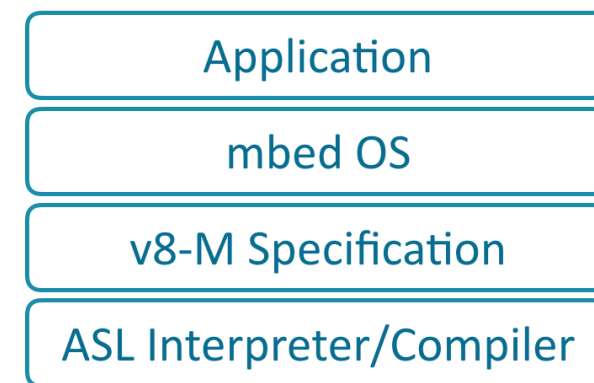 Application
mbed OS
v8-M Specification
ASL Interpreter/Compiler